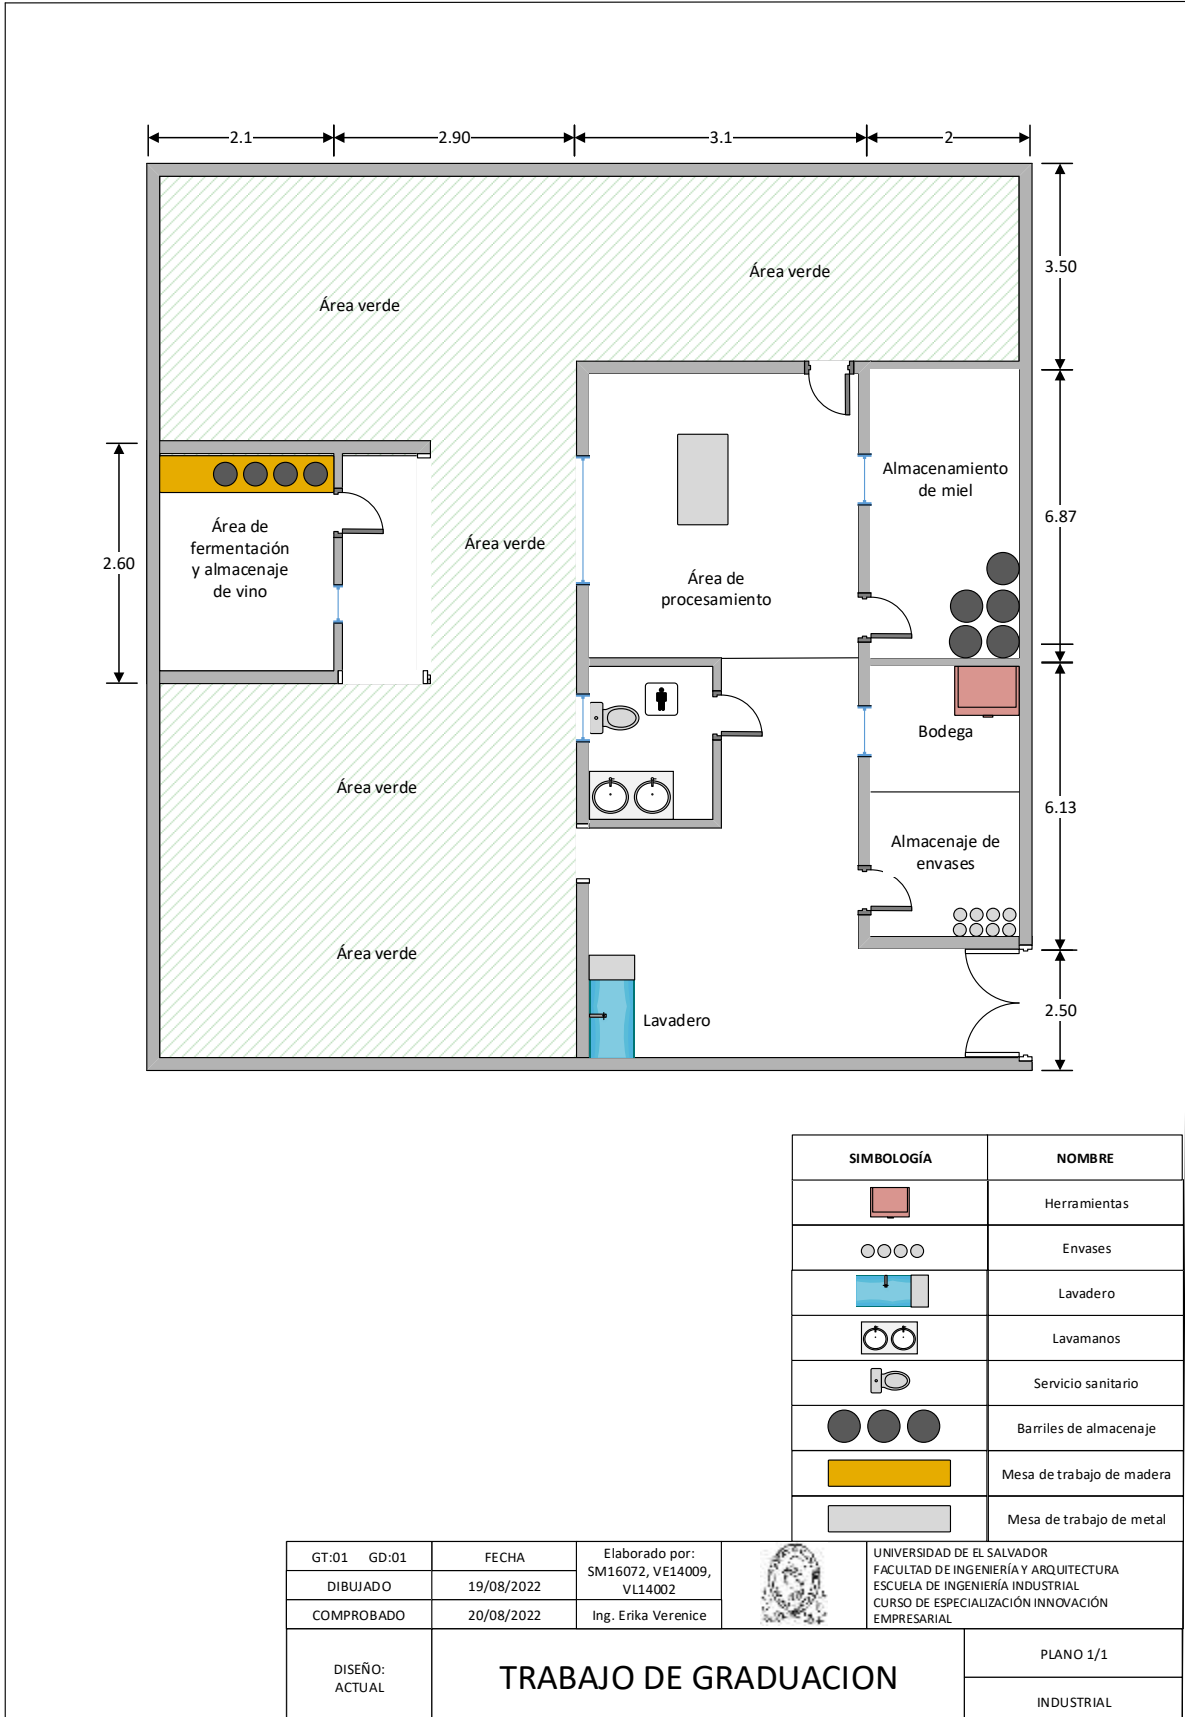 2.1
2.90
3.1
2
3.50
Área verde
Área verde
Almacenamiento
de miel
6.87
2.60
Área de
fermentación
y almacenaje
de vino
Área verde
Área de
procesamiento
Bodega
Área verde
6.13
Almacenaje de
envases
Área verde
Lavadero
2.50
SIMBOLOGÍA
NOMBRE
Herramientas
Envases
Lavadero
Lavamanos
Servicio sanitario
Barriles de almacenaje
Mesa de trabajo de madera
Mesa de trabajo de metal
GT:01 GD:01
FECHA
Elaborado por:
SM16072, VE14009,
VL14002
DIBUJADO
19/08/2022
COMPROBADO
20/08/2022
Ing. Erika Verenice
UNIVERSIDAD DE EL SALVADOR
FACULTAD DE INGENIERÍA Y ARQUITECTURA
ESCUELA DE INGENIERÍA INDUSTRIAL
CURSO DE ESPECIALIZACIÓN INNOVACIÓN
EMPRESARIAL
DISEÑO:
ACTUAL
TRABAJO DE GRADUACION
PLANO 1/1
INDUSTRIAL